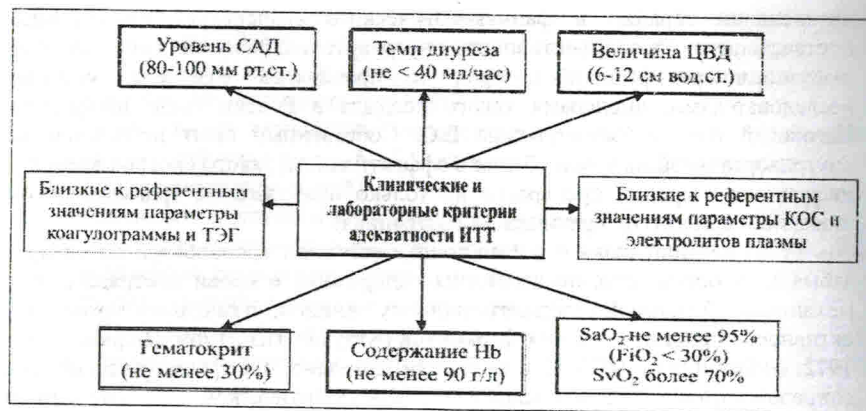 Уровень САД
(80-100 мм рт.ст.)
Темп диуреза
(не < 40 мл/час)
Величина ЦВД
(6-12 см вод.ст.)
Близкие к референтным
значениям параметры
коагулограммы и ТЭГ
Клинические и
лабораторные критерии
адекватности ИТТ
Близкие к референтным
значениям параметры КОС и
электролитов плазмы
Гематокрит
(не менее 30%)
Содержание Hb
(не менее 90 г/л)
SaO₂ не менее 95%
(FiO₂ < 30%)
SvO₂ более 70%